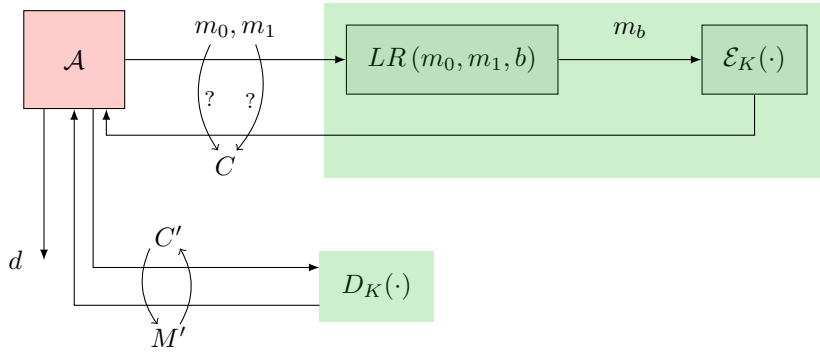 m_0, m_1
m_b
𝒜
LR(m_0, m_1, b)
ℰ_K(·)
? ?
C
C′
d
D_K(·)
M′